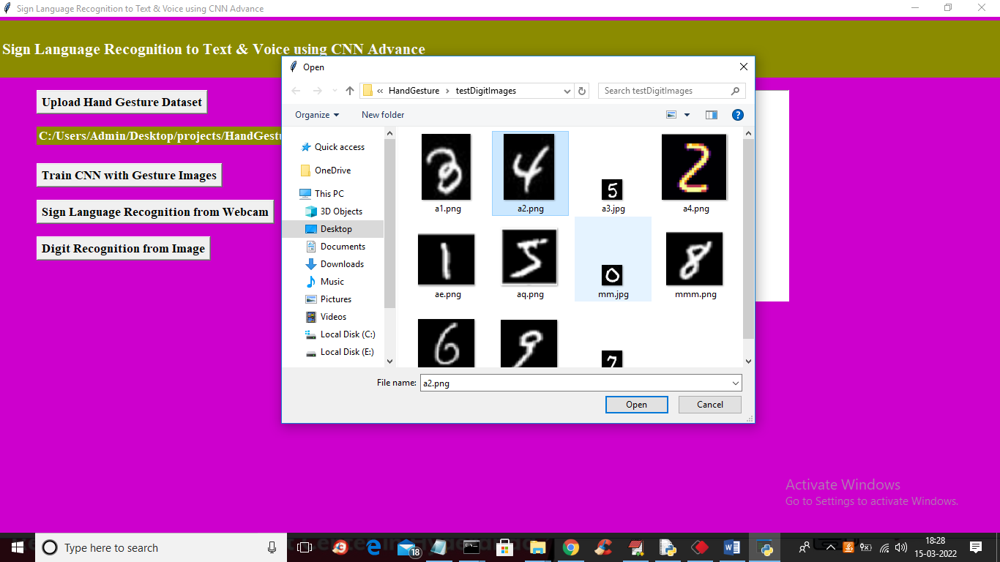 Sign Language Recognition to Text & Voice using CNN Advance
Sign Language Recognition to Text & Voice using CNN Advance
Upload Hand Gesture Dataset
C:/Users/Admin/Desktop/projects/HandGestu
Train CNN with Gesture Images
Sign Language Recognition from Webcam
Digit Recognition from Image
Open
« HandGesture › testDigitImages
Search testDigitImages
Organize
New folder
?
Quick access
OneDrive
This PC
3D Objects
Desktop
Documents
Downloads
Music
Pictures
Videos
Local Disk (C:)
Local Disk (E:)
3 4 5 2
a1.png a2.png a3.jpg a4.png
1 5 0 8
ae.png aq.png mm.jpg mmm.png
6 9 7
File name: a2.png
Open Cancel
Activate Windows
Go to Settings to activate Windows.
Type here to search
18
18:28
15-03-2022